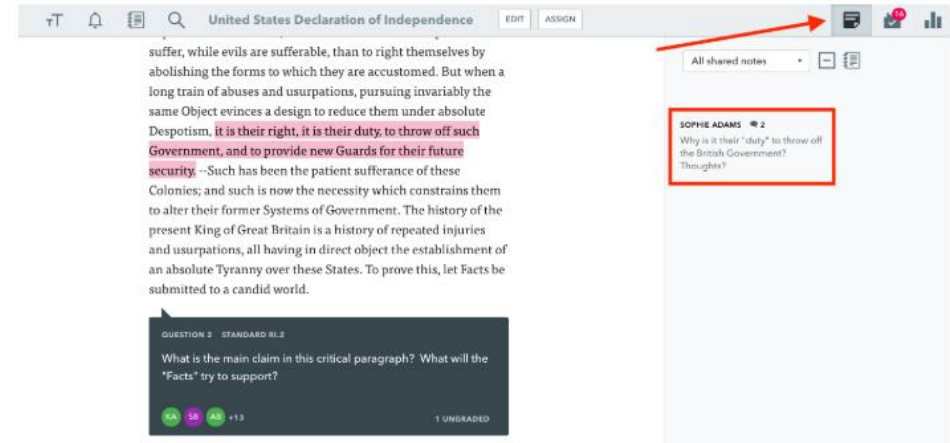 TT United States Declaration of Independence EDIT ASSIGN 16
suffer, while evils are sufferable, than to right themselves by
abolishing the forms to which they are accustomed. But when a
long train of abuses and usurpations, pursuing invariably the
same Object evinces a design to reduce them under absolute
Despotism, it is their right, it is their duty, to throw off such
Government, and to provide new Guards for their future
security. --Such has been the patient sufferance of these
Colonies; and such is now the necessity which constrains them
to alter their former Systems of Government. The history of the
present King of Great Britain is a history of repeated injuries
and usurpations, all having in direct object the establishment of
an absolute Tyranny over these States. To prove this, let Facts be
submitted to a candid world.
QUESTION 2 STANDARD RI.2
What is the main claim in this critical paragraph? What will the
"Facts" try to support?
KA SB AB +13 1 UNGRADED
All shared notes
SOPHIE ADAMS 2
Why is it their "duty" to throw off
the British Government?
Thoughts?